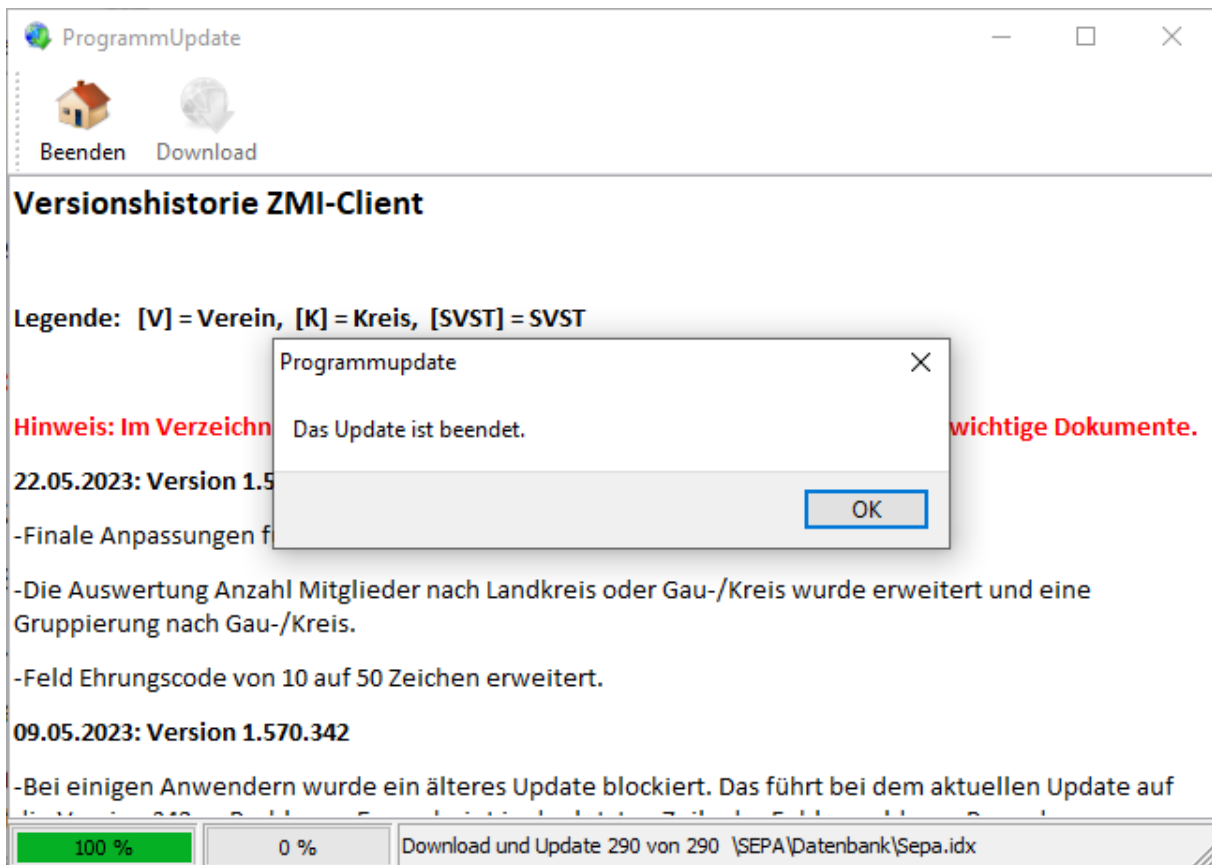 ProgrammUpdate
Beenden Download
Versionshistorie ZMI-Client
Legende: [V] = Verein, [K] = Kreis, [SVST] = SVST
Programmupdate
Hinweis: Im Verzeichn
Das Update ist beendet.
wichtige Dokumente.
22.05.2023: Version 1.5
OK
-Finale Anpassungen f
-Die Auswertung Anzahl Mitglieder nach Landkreis oder Gau-/Kreis wurde erweitert und eine
Gruppierung nach Gau-/Kreis.
-Feld Ehrungscode von 10 auf 50 Zeichen erweitert.
09.05.2023: Version 1.570.342
-Bei einigen Anwendern wurde ein älteres Update blockiert. Das führt bei dem aktuellen Update auf
100 % 0 % Download und Update 290 von 290 \SEPA\Datenbank\Sepa.idx